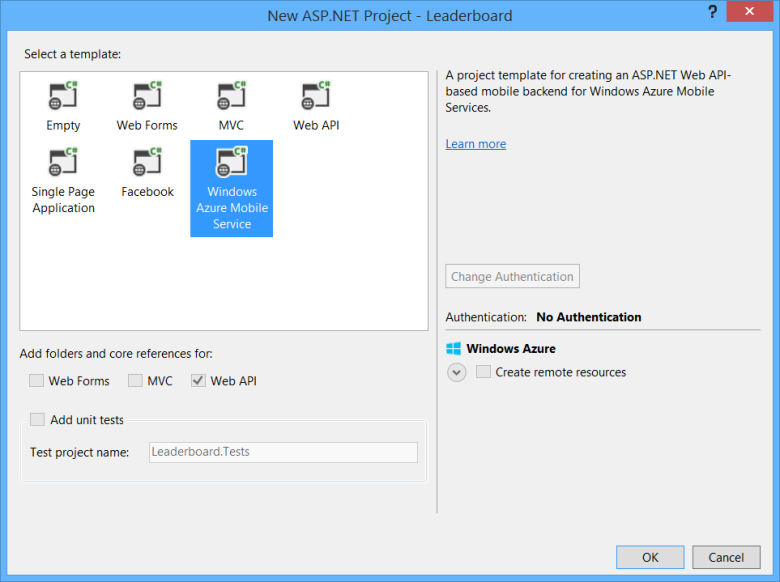 New ASP.NET Project - Leaderboard
?
Select a template:
C#
C#
C#
C#
Empty
Web Forms
MVC
Web API
C#
C#
C#
Single Page
Application
Facebook
Windows
Azure Mobile
Service
Add folders and core references for:
Web Forms
MVC
Web API
Add unit tests
Test project name:
Leaderboard.Tests
A project template for creating an ASP.NET Web API-
based mobile backend for Windows Azure Mobile
Services.
Learn more
Change Authentication
Authentication: No Authentication
Windows Azure
Create remote resources
OK
Cancel